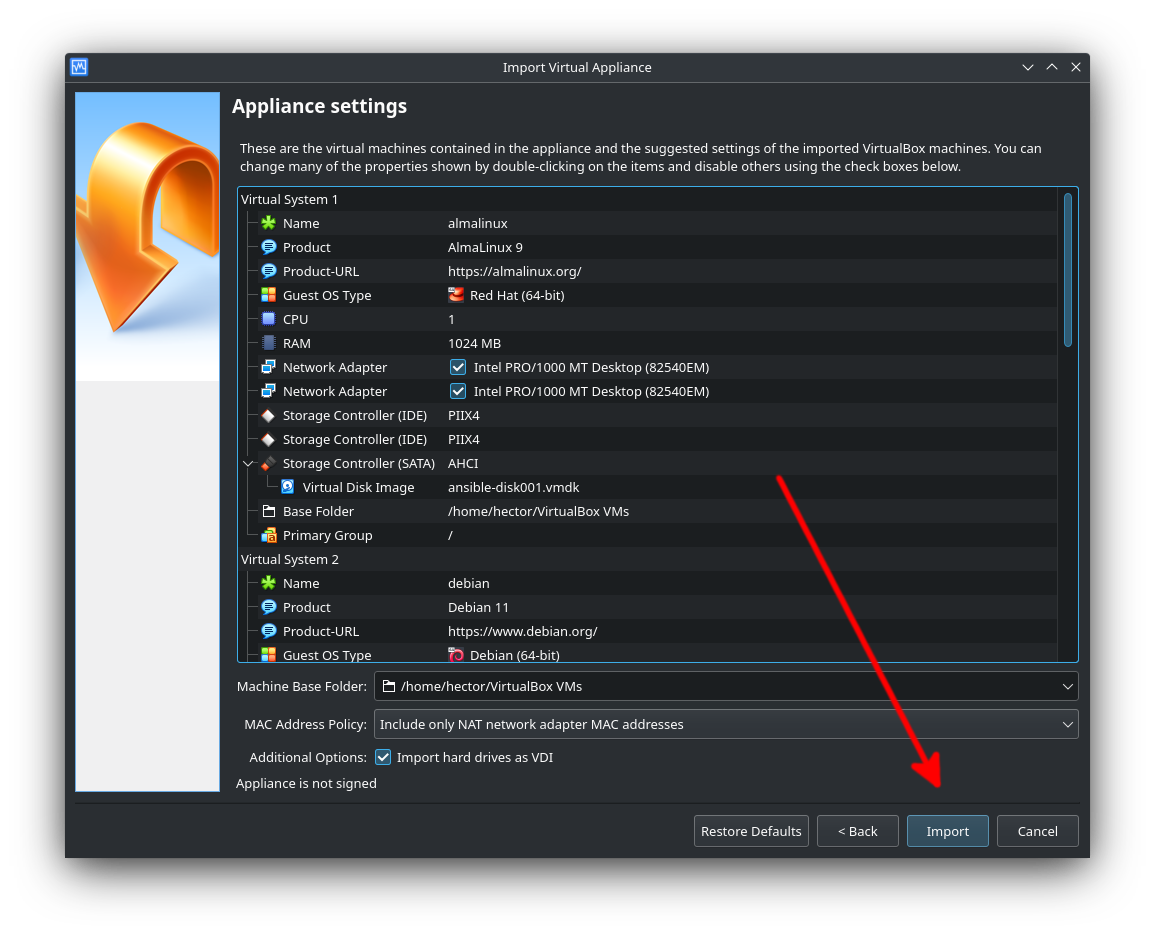 Import Virtual Appliance
Appliance settings
These are the virtual machines contained in the appliance and the suggested settings of the imported VirtualBox machines. You can
change many of the properties shown by double-clicking on the items and disable others using the check boxes below.
Virtual System 1
Name almalinux
Product AlmaLinux 9
Product-URL https://almalinux.org/
Guest OS Type Red Hat (64-bit)
CPU 1
RAM 1024 MB
Network Adapter Intel PRO/1000 MT Desktop (82540EM)
Network Adapter Intel PRO/1000 MT Desktop (82540EM)
Storage Controller (IDE) PIIX4
Storage Controller (IDE) PIIX4
Storage Controller (SATA) AHCI
Virtual Disk Image ansible-disk001.vmdk
Base Folder /home/hector/VirtualBox VMs
Primary Group /
Virtual System 2
Name debian
Product Debian 11
Product-URL https://www.debian.org/
Guest OS Type Debian (64-bit)
Machine Base Folder: /home/hector/VirtualBox VMs
MAC Address Policy: Include only NAT network adapter MAC addresses
Additional Options: Import hard drives as VDI
Appliance is not signed
Restore Defaults < Back Import Cancel